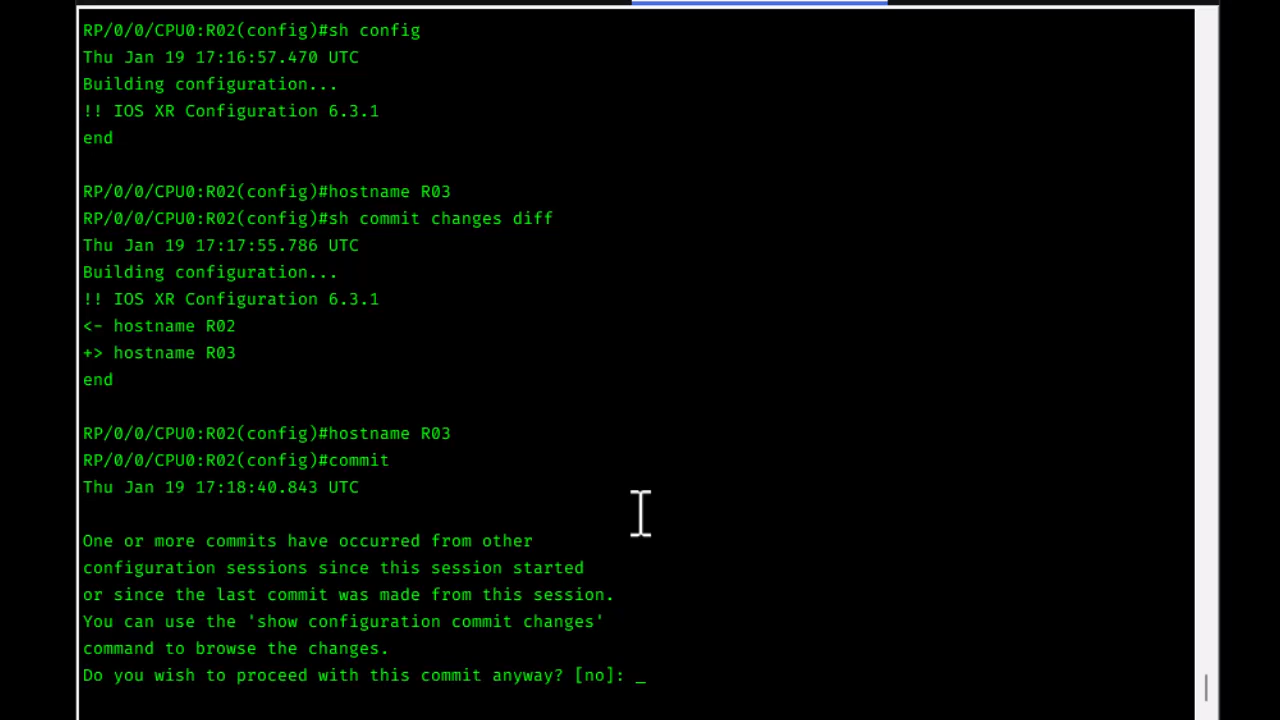 RP/0/0/CPU0:R02(config)#sh config
Thu Jan 19 17:16:57.470 UTC
Building configuration...
!! IOS XR Configuration 6.3.1
end
RP/0/0/CPU0:R02(config)#hostname R03
RP/0/0/CPU0:R02(config)#sh commit changes diff
Thu Jan 19 17:17:55.786 UTC
Building configuration...
!! IOS XR Configuration 6.3.1
<- hostname R02
+> hostname R03
end
RP/0/0/CPU0:R02(config)#hostname R03
RP/0/0/CPU0:R02(config)#commit
Thu Jan 19 17:18:40.843 UTC
One or more commits have occurred from other
configuration sessions since this session started
or since the last commit was made from this session.
You can use the 'show configuration commit changes'
command to browse the changes.
Do you wish to proceed with this commit anyway? [no]: _